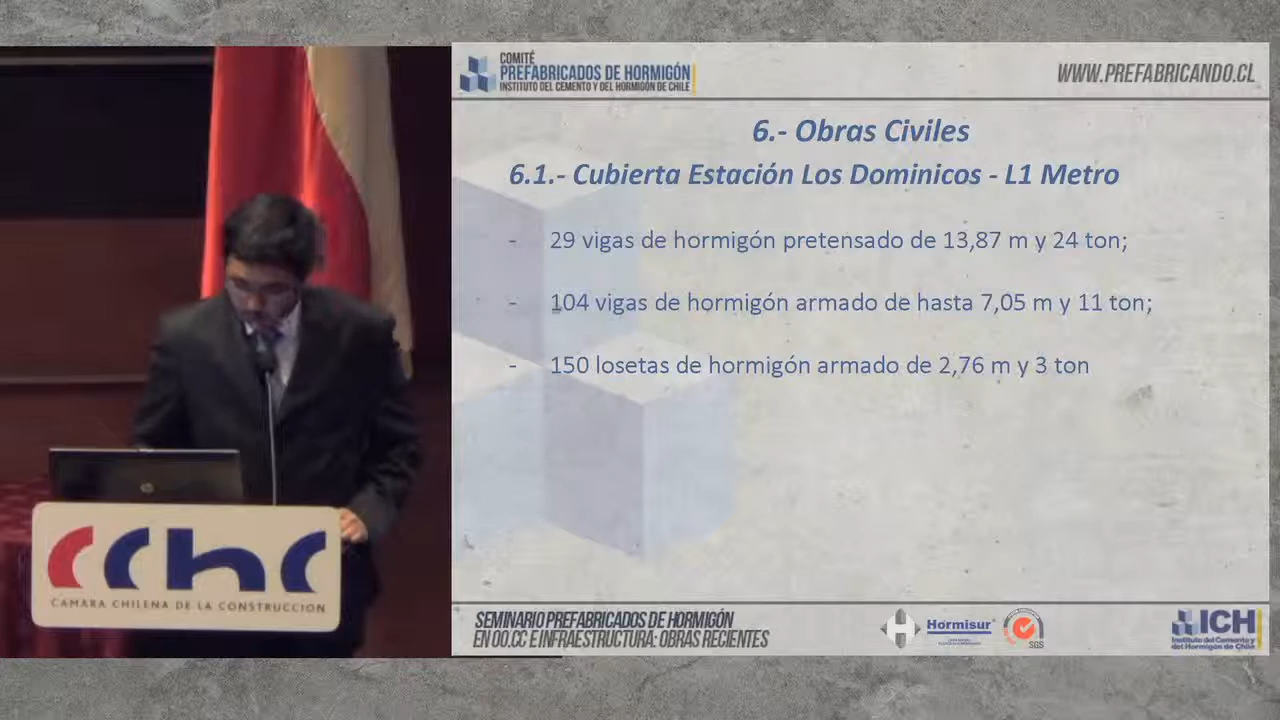 COMITÉ
PREFABRICADOS DE HORMIGÓN
INSTITUTO DEL CEMENTO Y DEL HORMIGÓN DE CHILE
WWW.PREFABRICANDO.CL
6.- Obras Civiles
6.1.- Cubierta Estación Los Dominicos - L1 Metro
- 29 vigas de hormigón pretensado de 13,87 m y 24 ton;
- 104 vigas de hormigón armado de hasta 7,05 m y 11 ton;
- 150 losetas de hormigón armado de 2,76 m y 3 ton
CChC
CAMARA CHILENA DE LA CONSTRUCCION
SEMINARIO PREFABRICADOS DE HORMIGÓN
EN OO.CC E INFRAESTRUCTURA: OBRAS RECIENTES
Hormisur
SGS
ICH
Instituto del Cemento y
del Hormigón de Chile